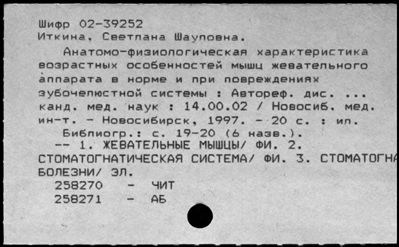 Шифр 02-39252
Иткина, Светлана Шауловна.
Анатомо-физиологическая характеристика
возрастных особенностей мышц жевательного
аппарата в норме и при повреждениях
зубочелюстной системы : Автореф. дис. ...
канд. мед. наук : 14.00.02 / Новосиб. мед.
ин-т. - Новосибирск, 1997. - 20 с. : ил.
Библиогр.: с. 19-20 (6 назв.).
-- 1. ЖЕВАТЕЛЬНЫЕ МЫШЦЫ/ ФИ. 2.
СТОМАТОГНАТИЧЕСКАЯ СИСТЕМА/ ФИ. 3. СТОМАТОГНА
БОЛЕЗНИ/ ЭЛ.
258270 - ЧИТ
258271 - АБ